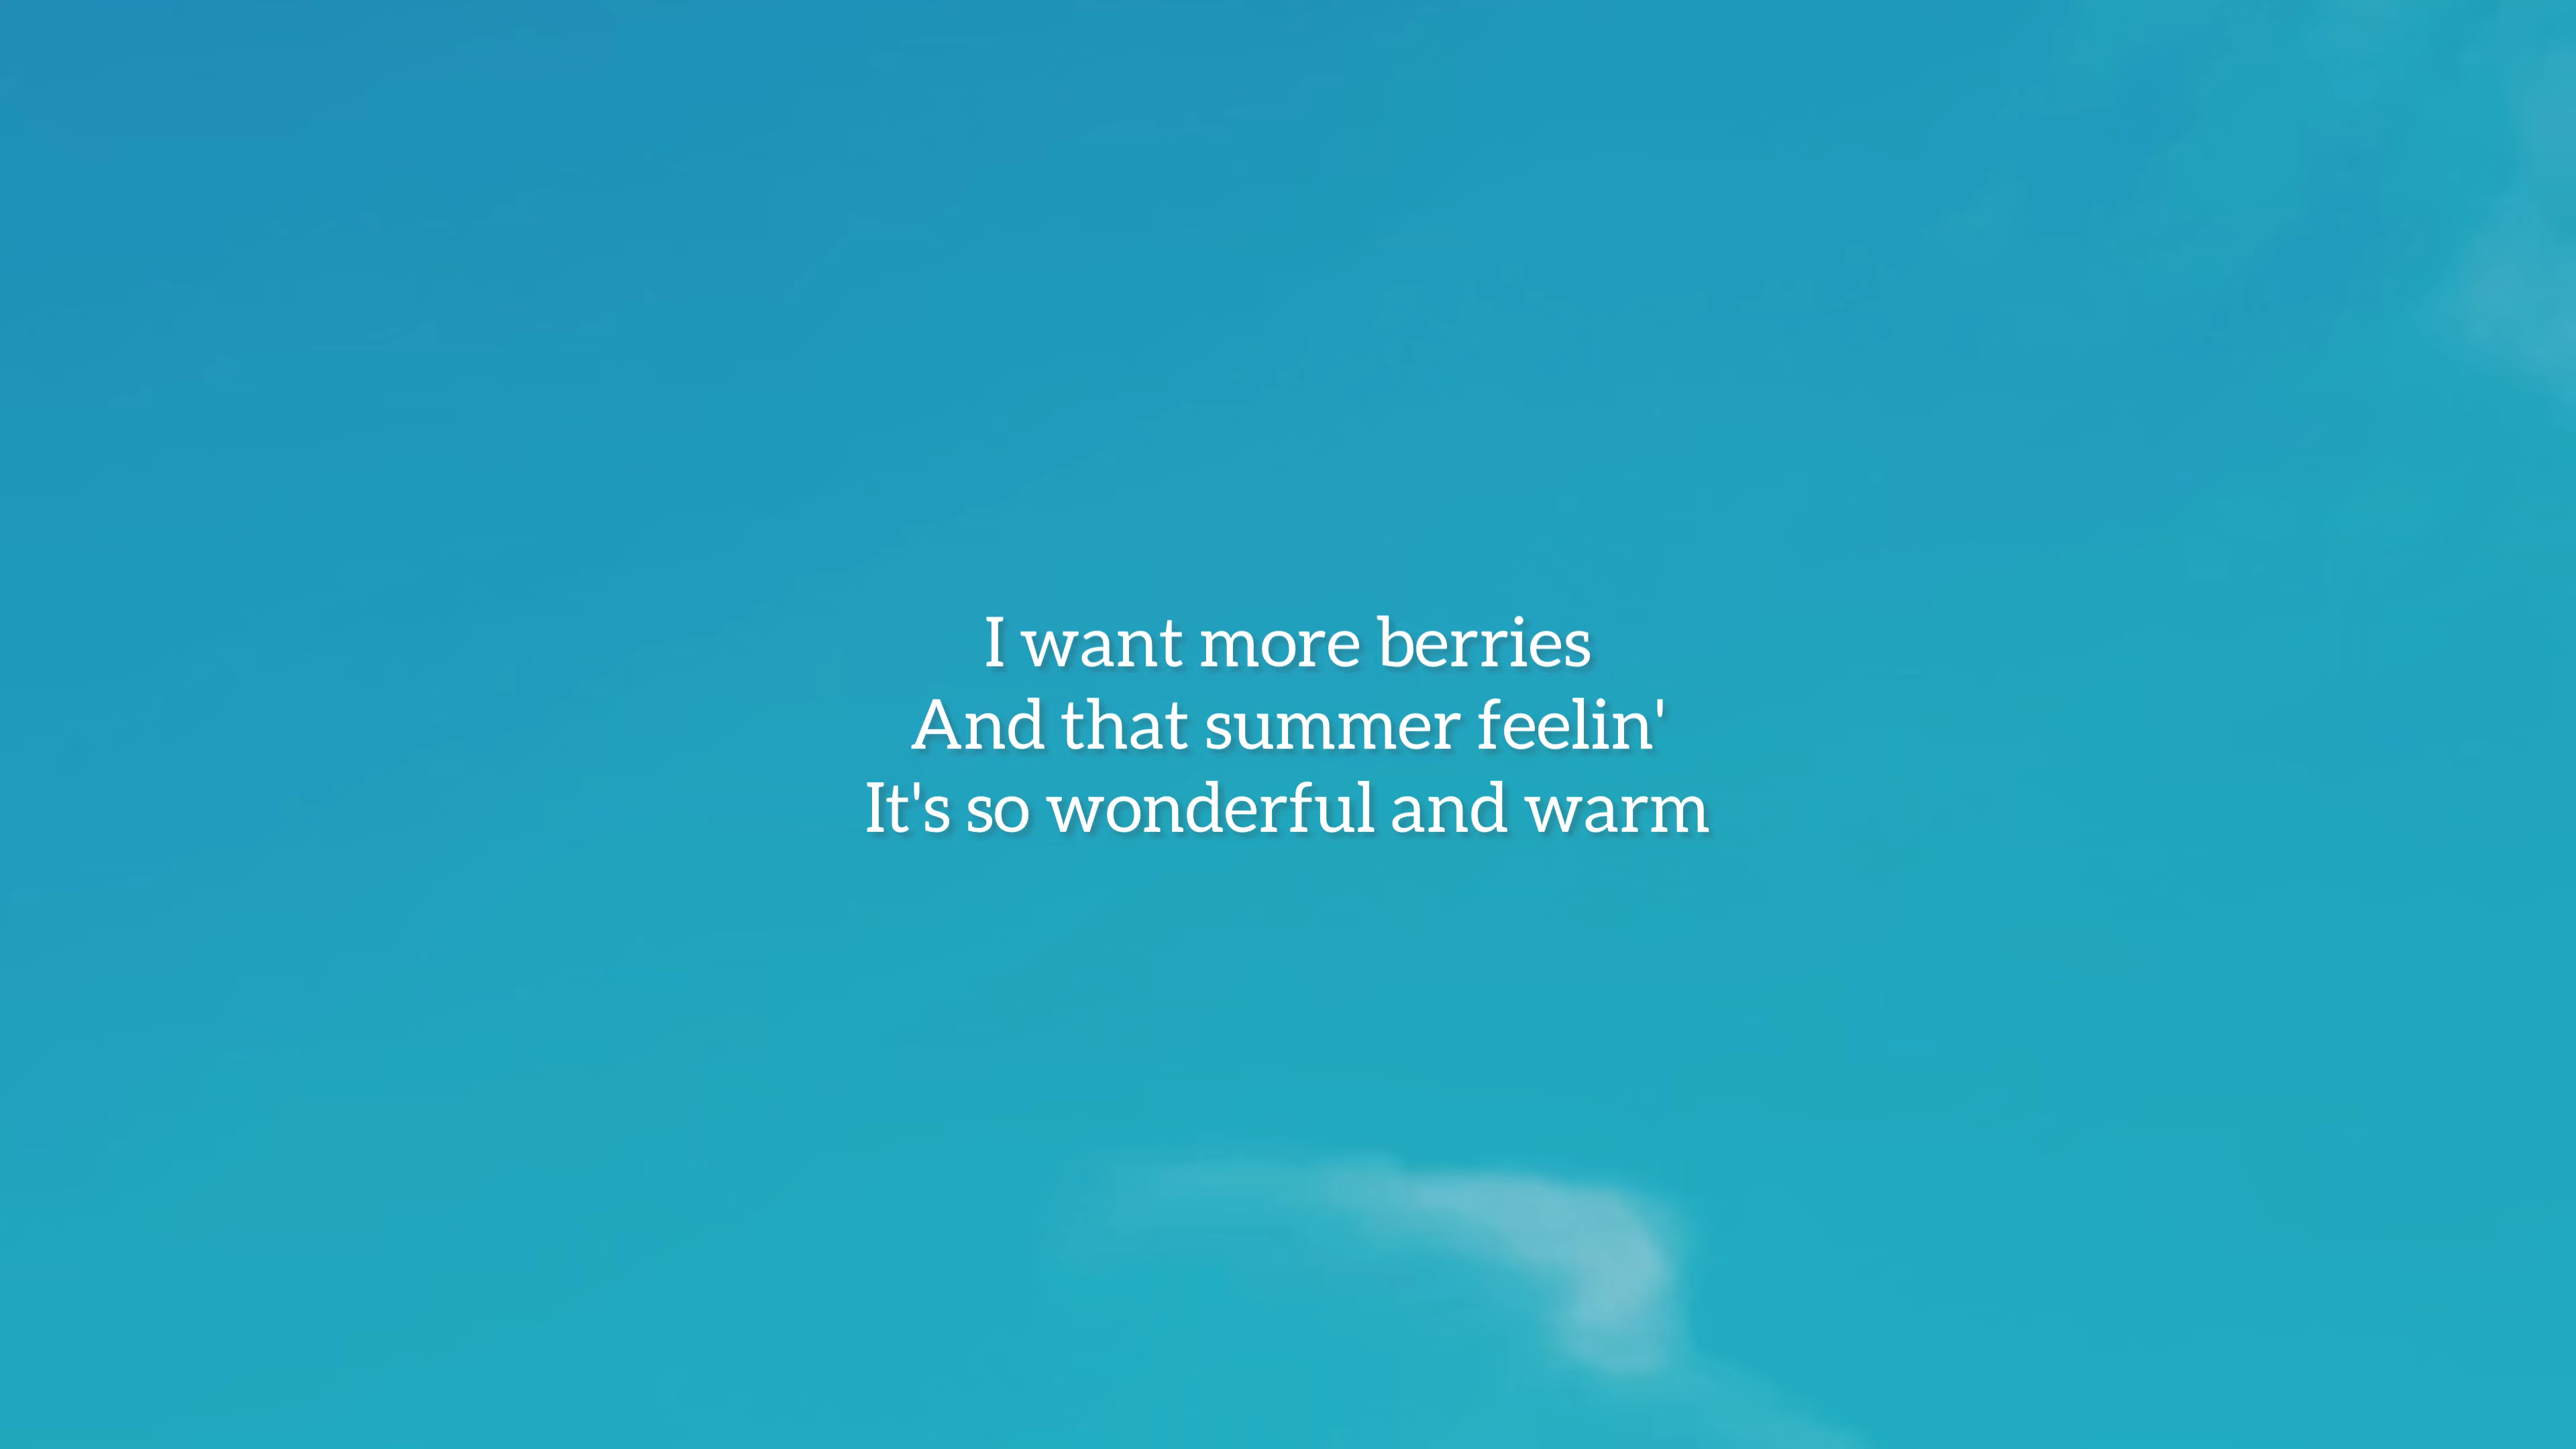 I want more berries
And that summer feelin'
It's so wonderful and warm